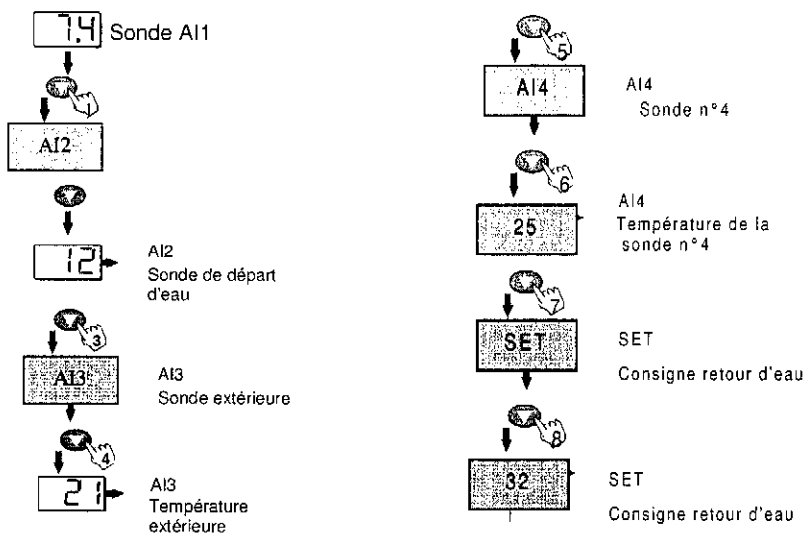 7.4 Sonde AI1
1
AI2
12
AI2
Sonde de départ
d'eau
3
AI3
AI3
Sonde extérieure
4
21
AI3
Température
extérieure
5
AI4
AI4
Sonde n°4
6
25
AI4
Température de la
sonde n°4
7
SET
SET
Consigne retour d'eau
8
32
SET
Consigne retour d'eau